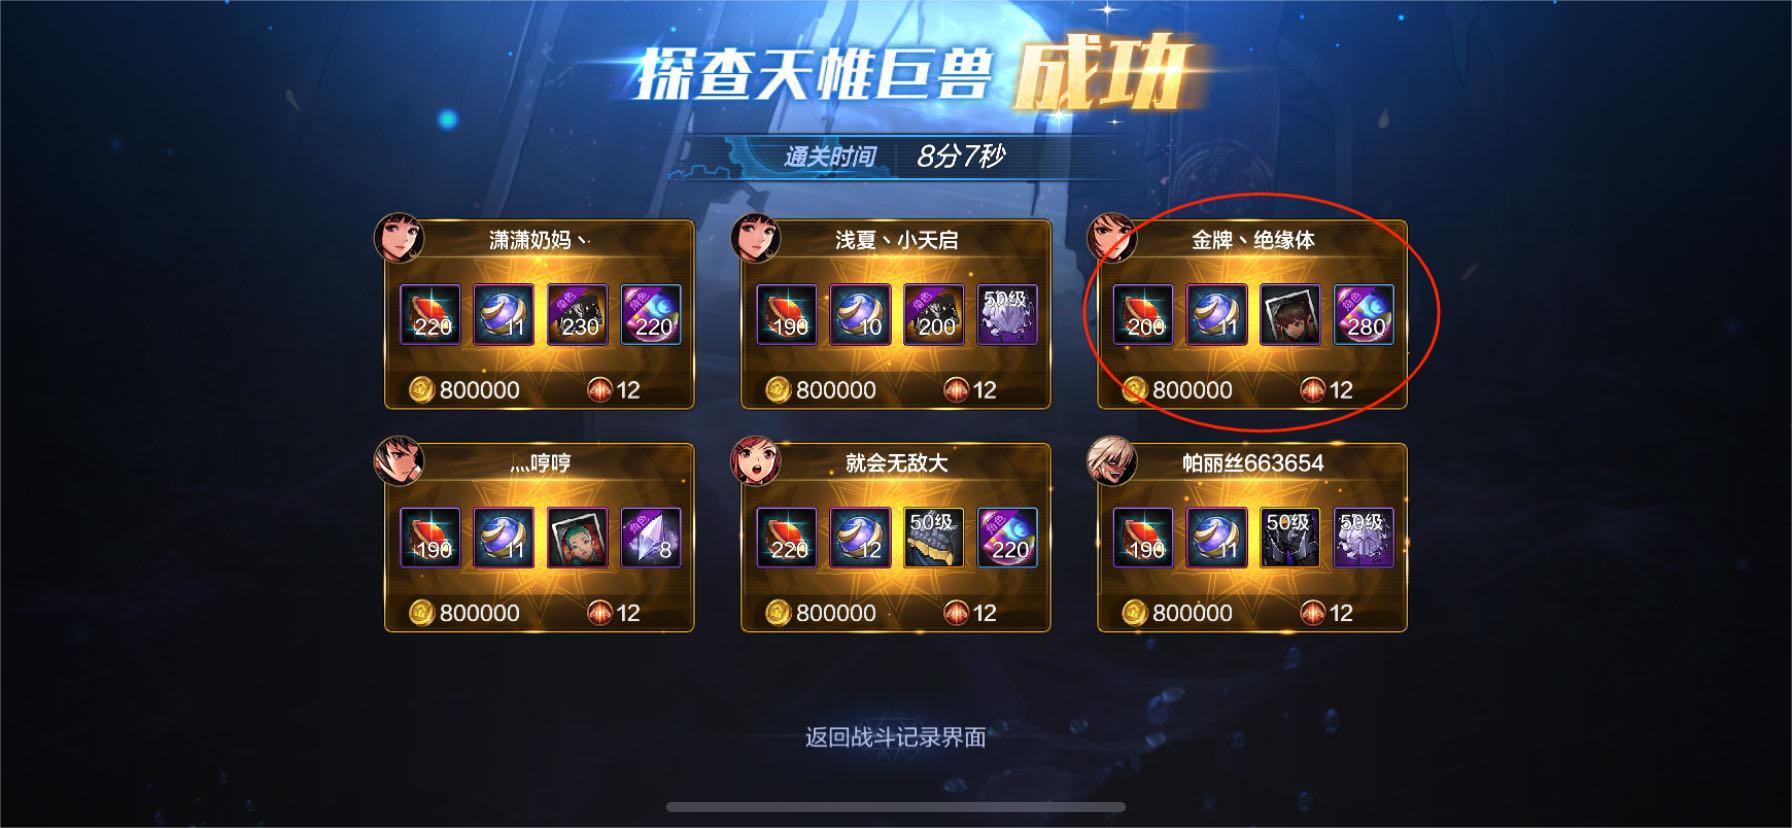 探查天帷巨兽 成功
通关时间 8分7秒
潇潇奶妈丶.
220 11 角色 230 角色 220
800000 12
浅夏丶小天启
190 10 角色 200 50级
800000 12
金牌丶绝缘体
200 11 角色 280
800000 12
灬哼哼
190 11 角色 8
800000 12
就会无敌大
220 12 50级 角色 220
800000 12
帕丽丝663654
190 11 50级 50级
800000 12
返回战斗记录界面